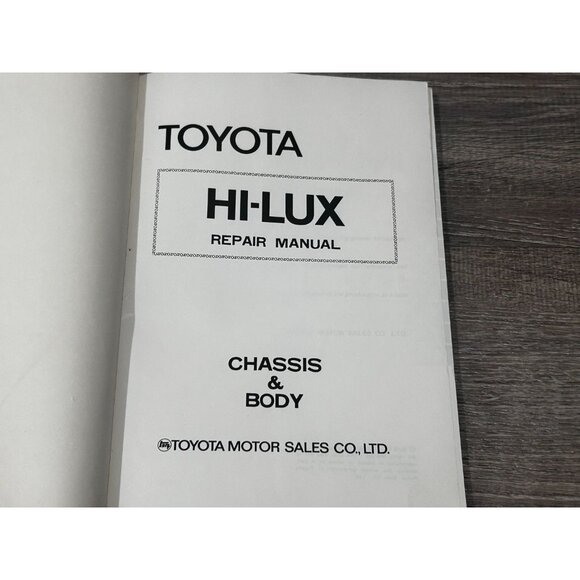 TOYOTA
HI-LUX
REPAIR MANUAL
CHASSIS
&
BODY
TOYOTA MOTOR SALES CO., LTD.